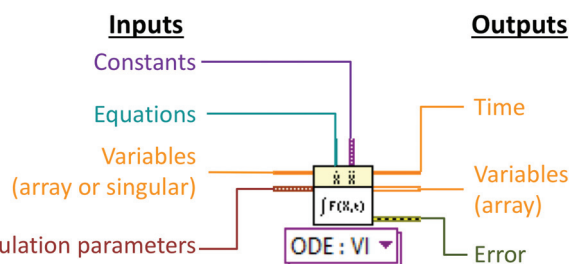 Inputs
Outputs
Constants
Equations
Time
Variables
(array or singular)
Variables
(array)
∫F(X,t)
ulation parameters
ODE : VI
Error